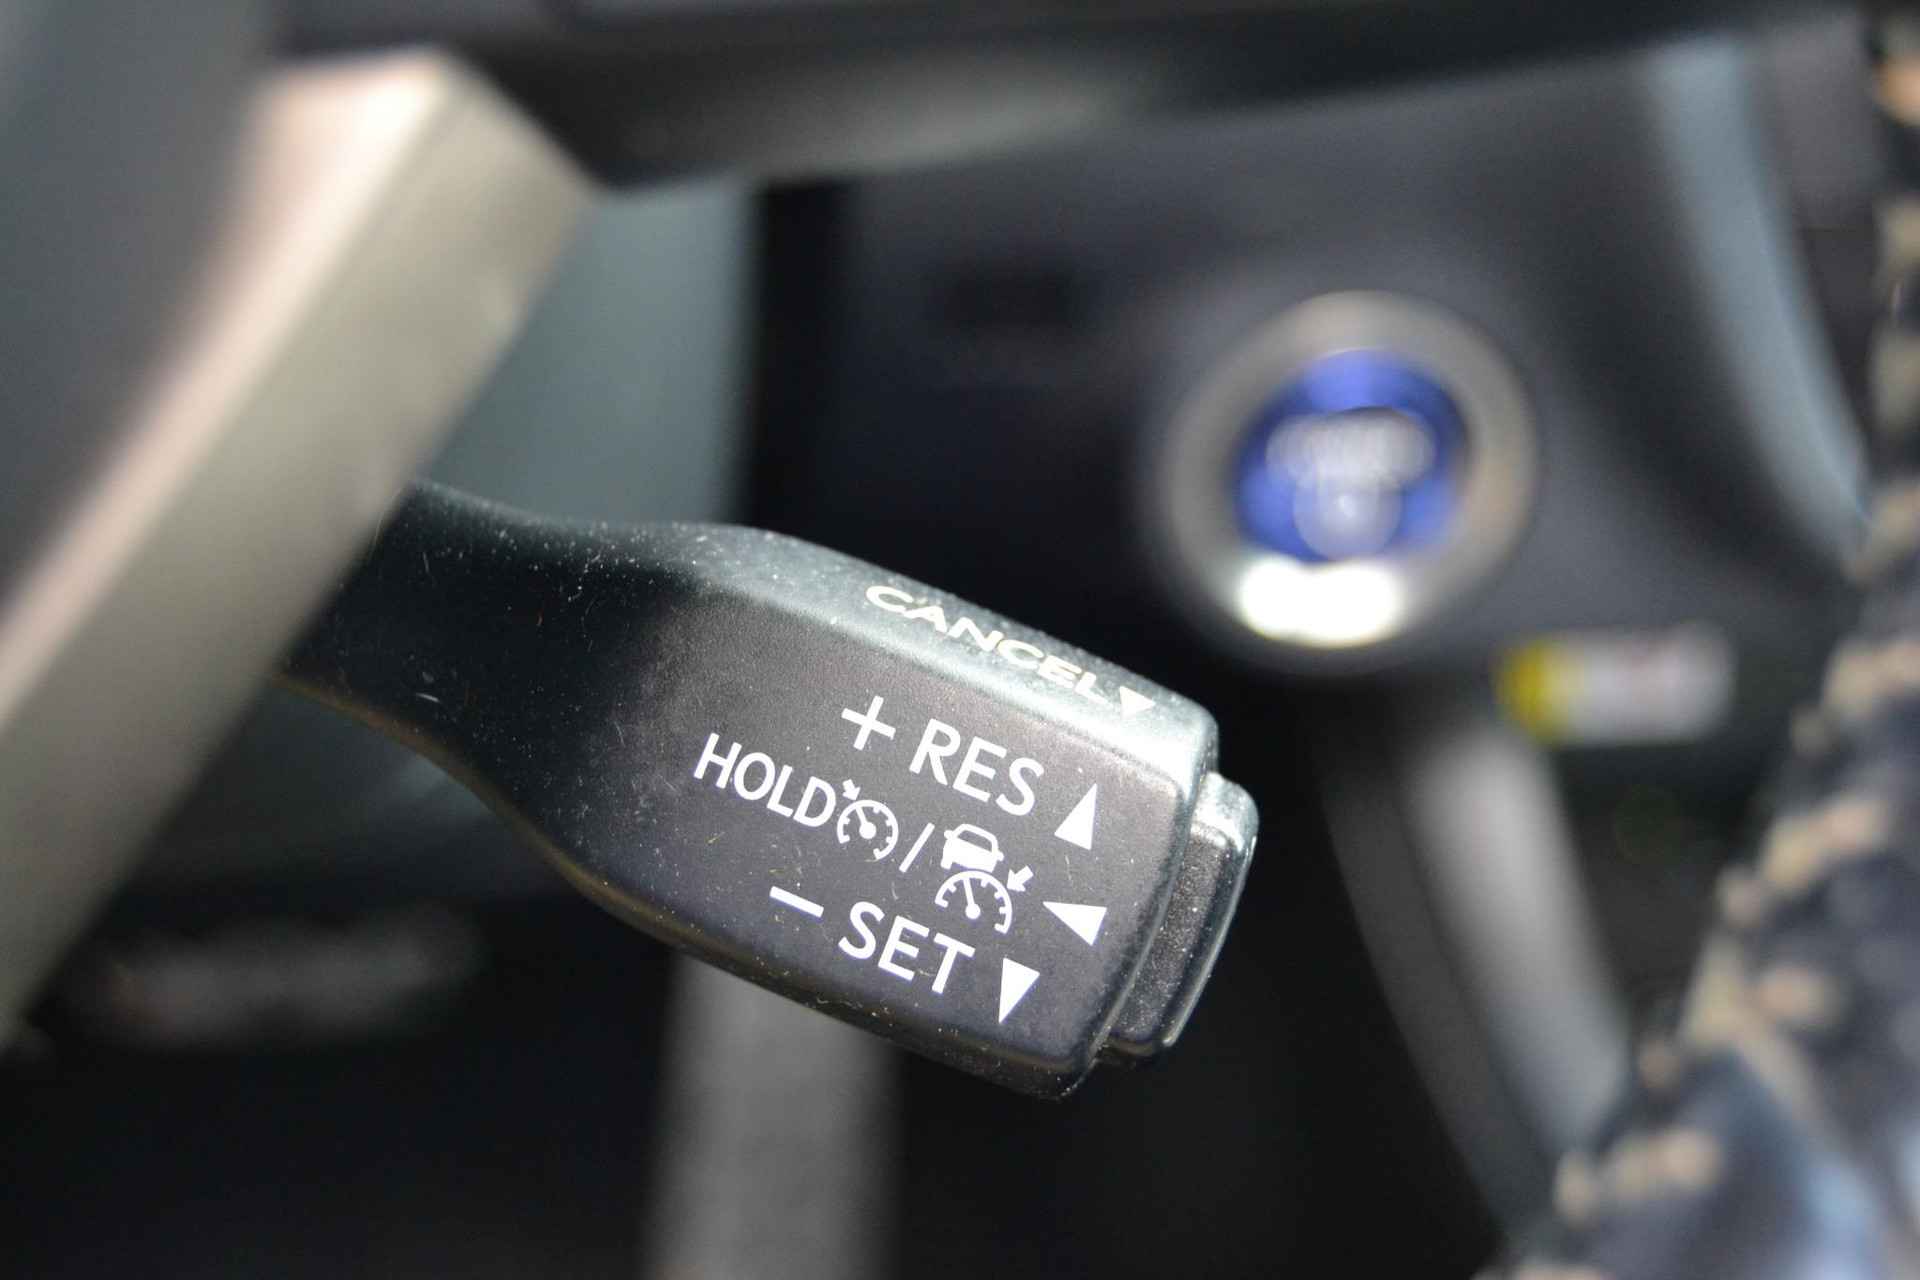 CANCEL
+ RES
HOLD /
− SET